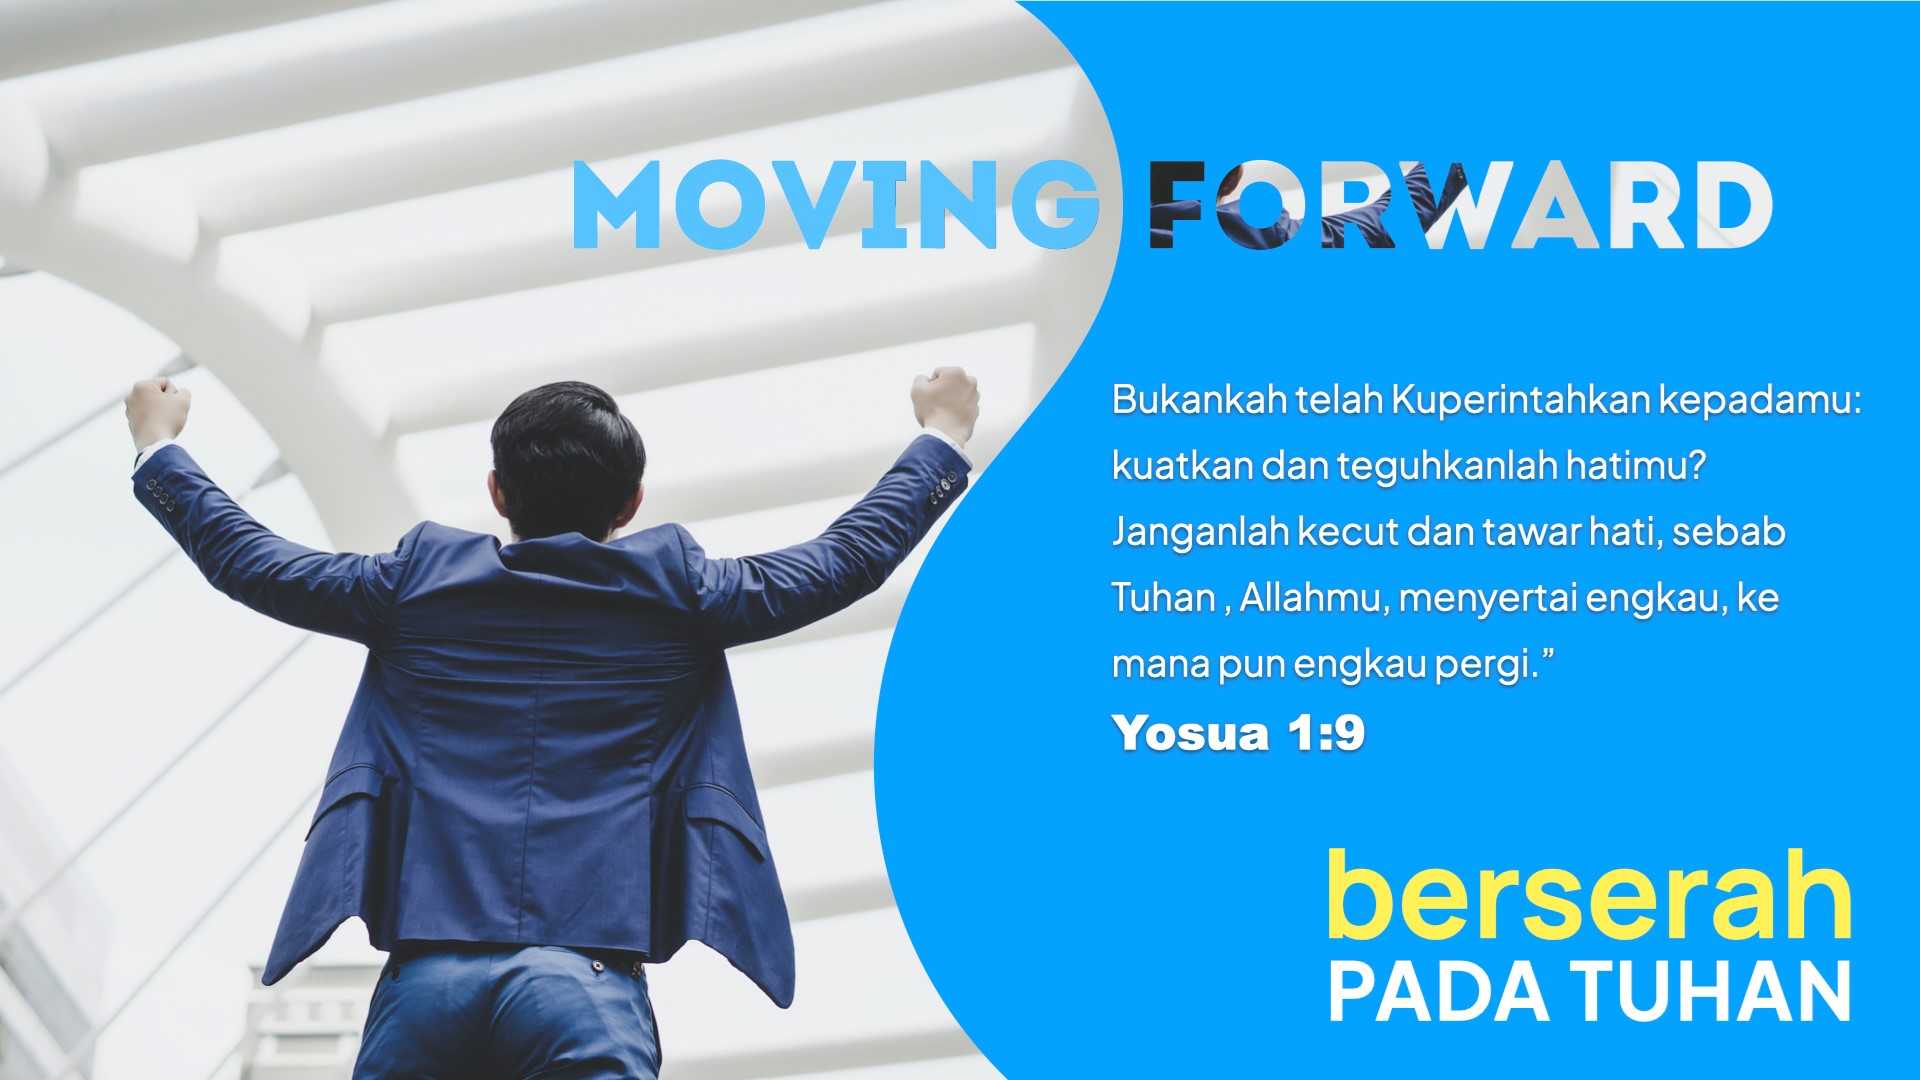 MOVING FORWARD
Bukankah telah Kuperintahkan kepadamu:
kuatkan dan teguhkanlah hatimu?
Janganlah kecut dan tawar hati, sebab
Tuhan , Allahmu, menyertai engkau, ke
mana pun engkau pergi.”
Yosua 1:9
berserah
PADA TUHAN